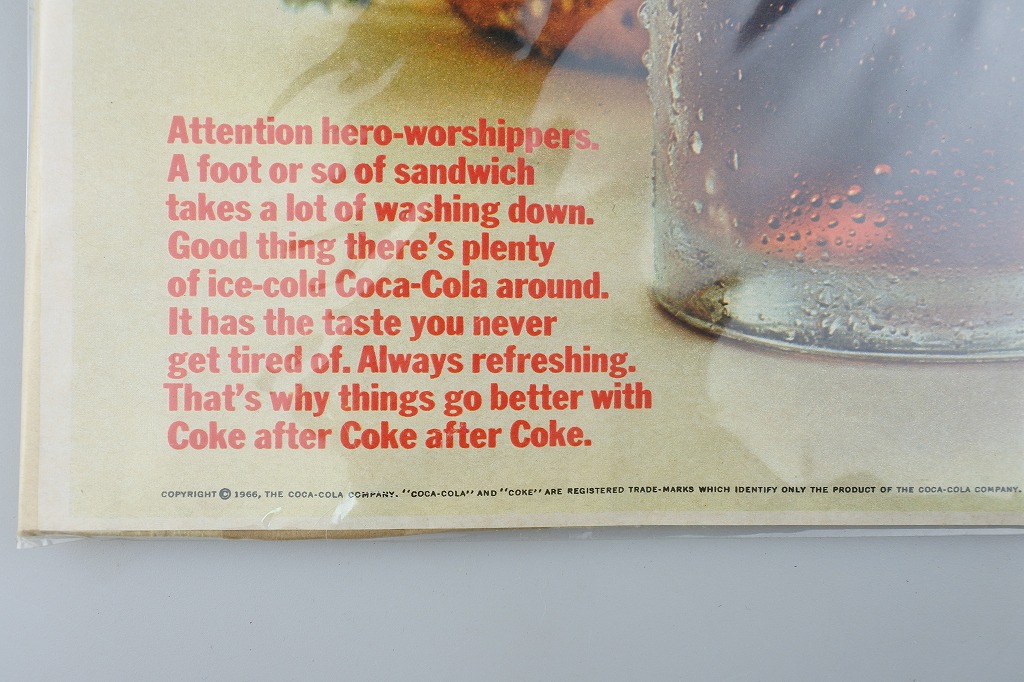 Attention hero-worshippers.
A foot or so of sandwich
takes a lot of washing down.
Good thing there's plenty
of ice-cold Coca-Cola around.
It has the taste you never
get tired of. Always refreshing.
That's why things go better with
Coke after Coke after Coke.
COPYRIGHT © 1966, THE COCA-COLA COMPANY. "COCA-COLA" AND "COKE" ARE REGISTERED TRADE-MARKS WHICH IDENTIFY ONLY THE PRODUCT OF THE COCA-COLA COMPANY.